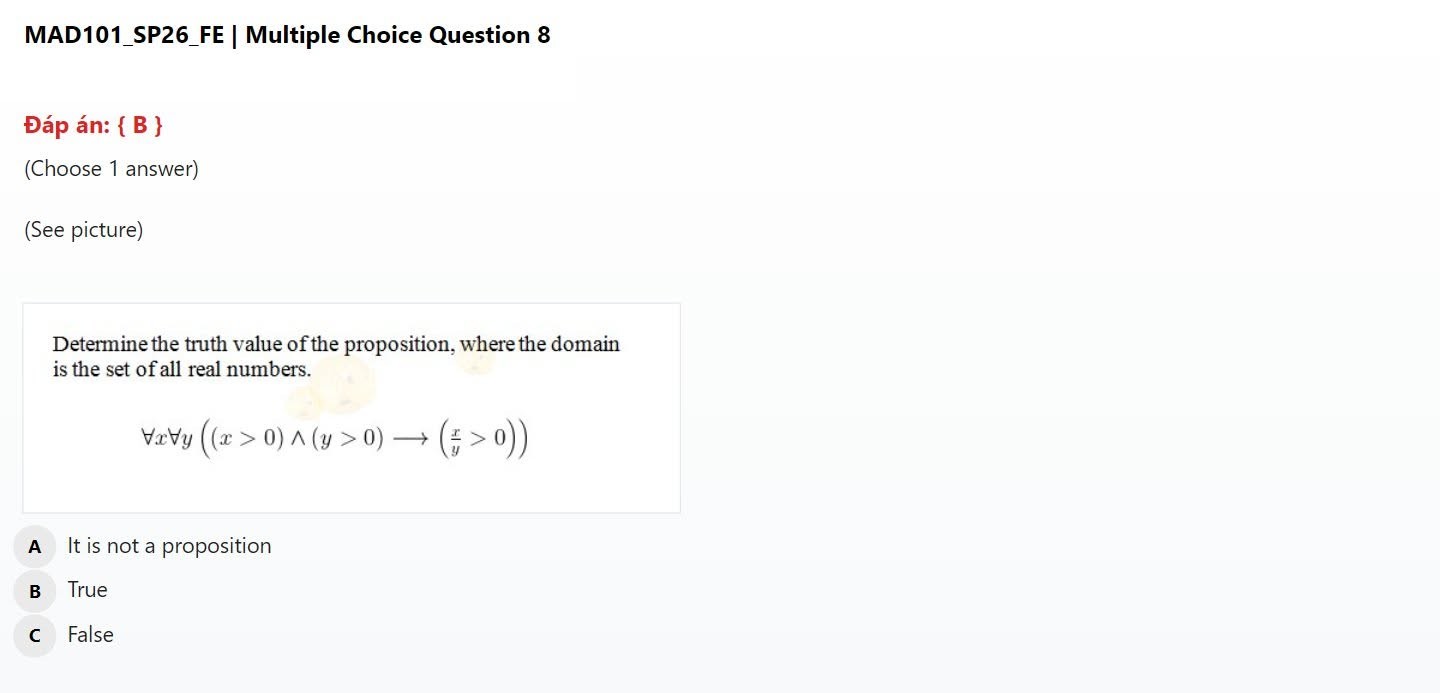 MAD101_SP26_FE | Multiple Choice Question 8
Đáp án: { B }
(Choose 1 answer)
(See picture)
Determine the truth value of the proposition, where the domain
is the set of all real numbers.
∀x∀y ((x > 0) ∧ (y > 0) ⟶ (x/y > 0))
A It is not a proposition
B True
C False